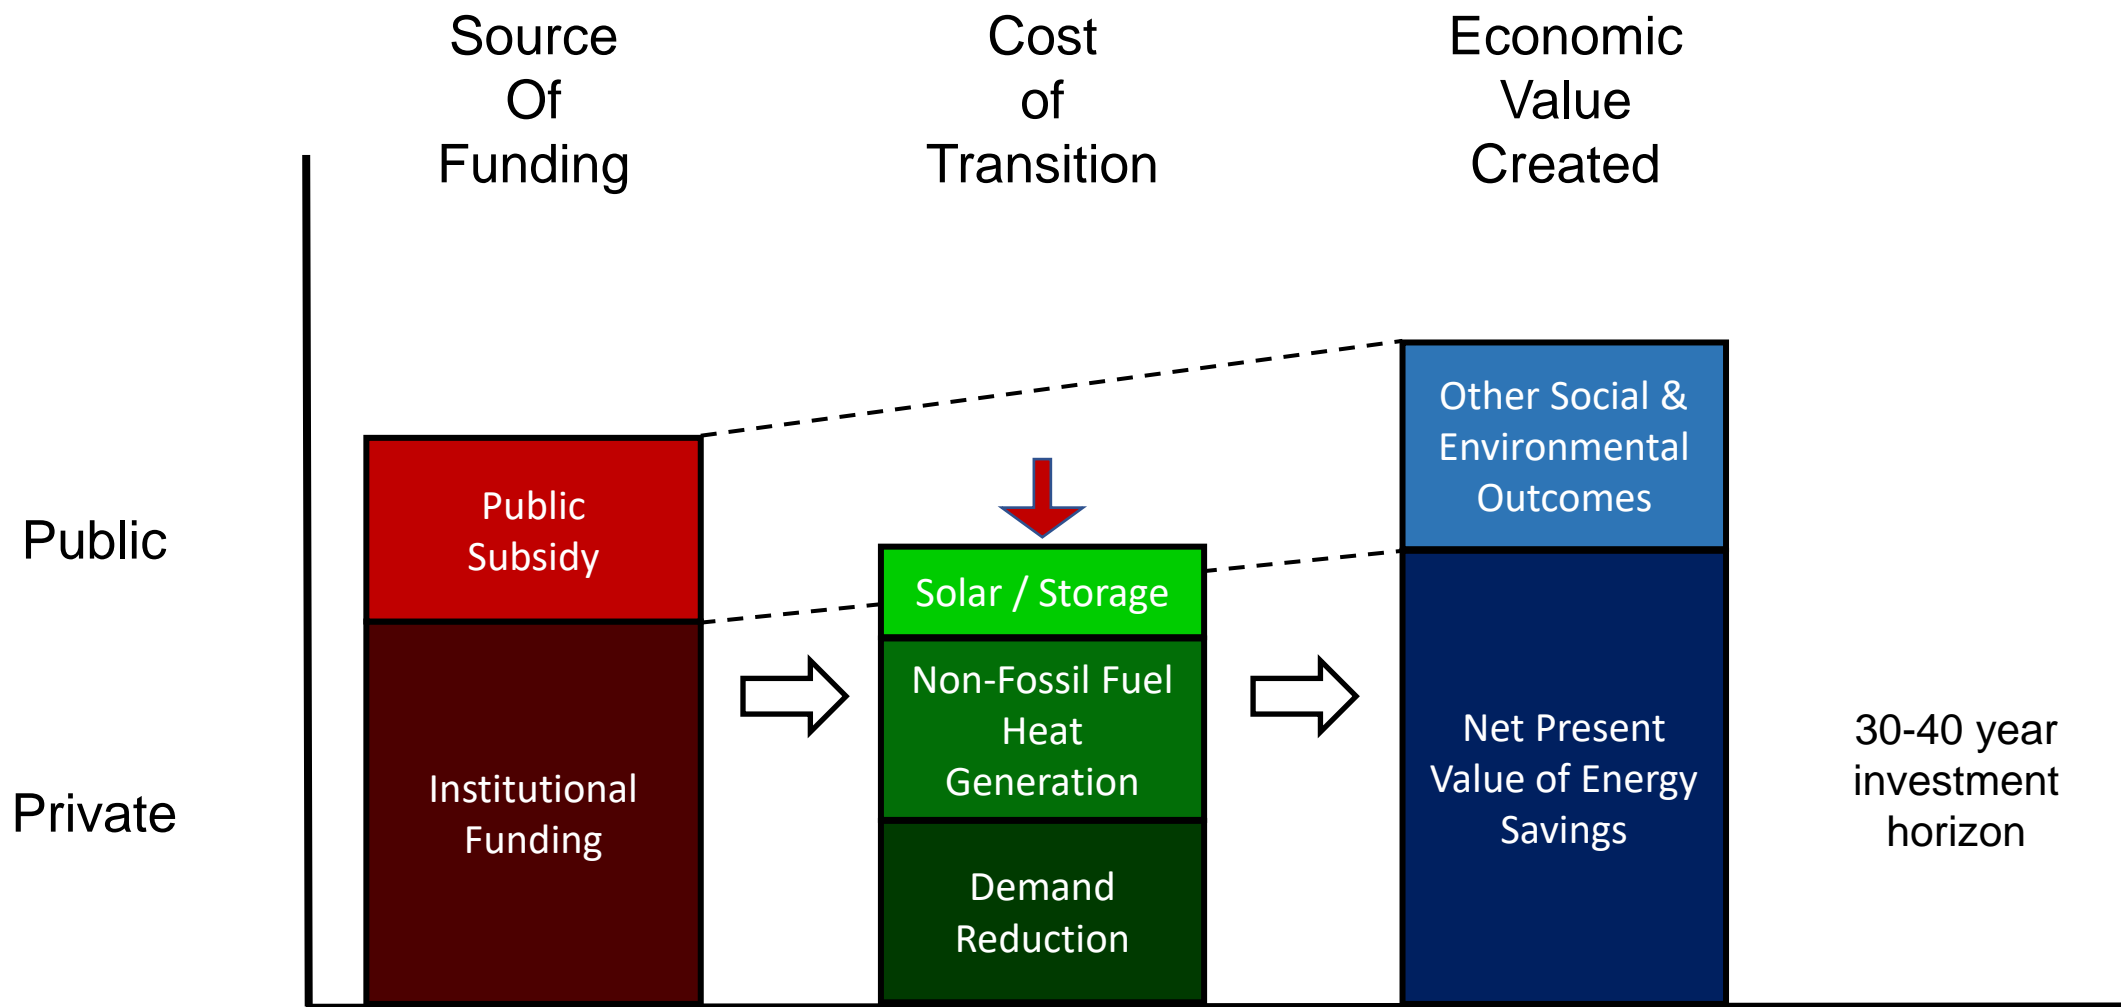 Source
Of
Funding
Cost
of
Transition
Economic
Value
Created
Public
Private
Public
Subsidy
Institutional
Funding
Solar / Storage
Non-Fossil Fuel
Heat
Generation
Demand
Reduction
Other Social &
Environmental
Outcomes
Net Present
Value of Energy
Savings
30-40 year
investment
horizon